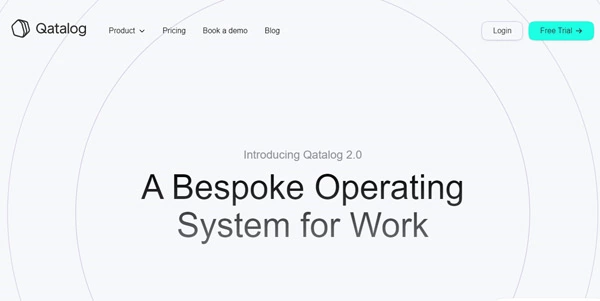 Qatalog
Product
Pricing
Book a demo
Blog
Login
Free Trial
Introducing Qatalog 2.0
A Bespoke Operating
System for Work